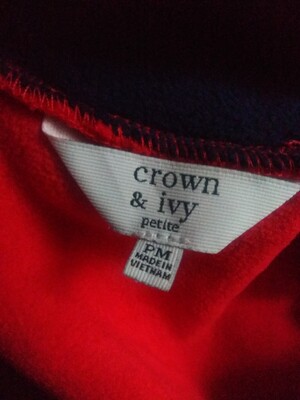 crown
& ivy
petite
PM
MADE IN
VIETNAM